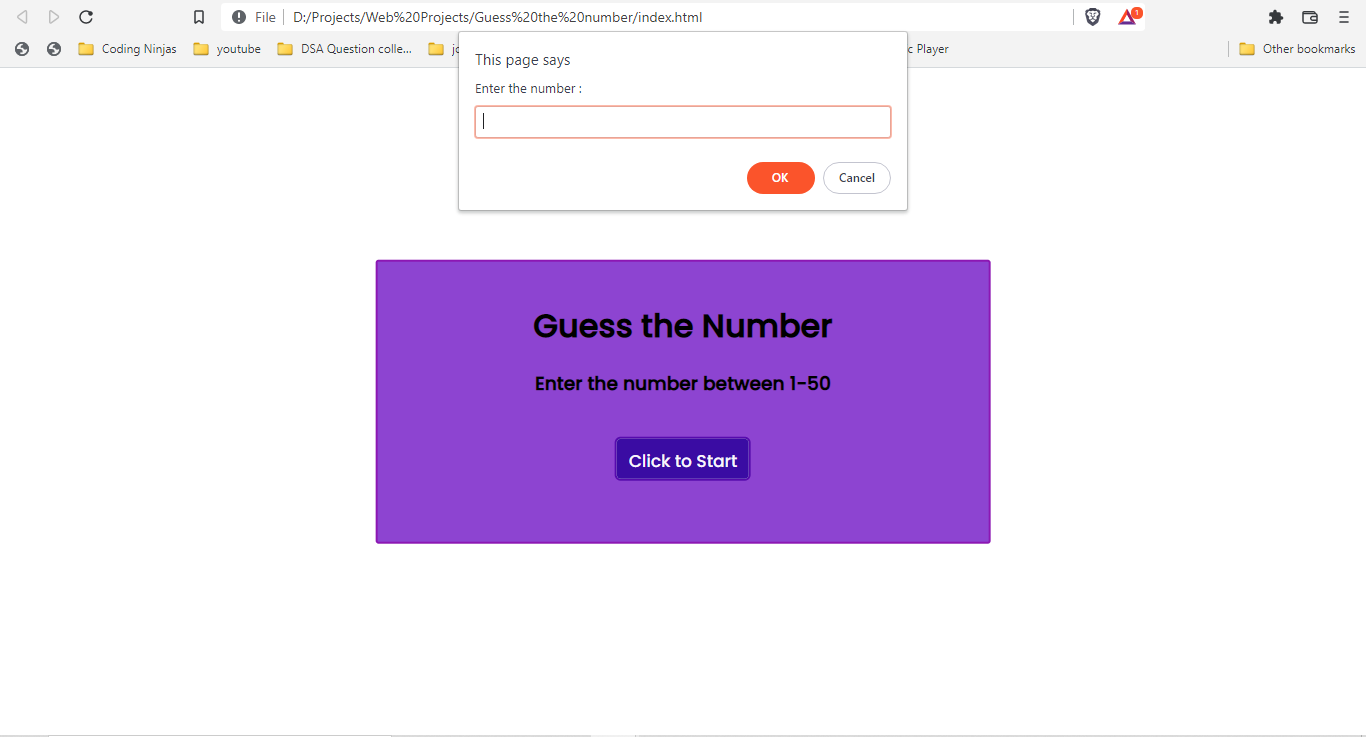 File D:/Projects/Web%20Projects/Guess%20the%20number/index.html 1
Coding Ninjas youtube DSA Question colle... Player Other bookmarks
This page says
Enter the number :
OK Cancel
Guess the Number
Enter the number between 1-50
Click to Start